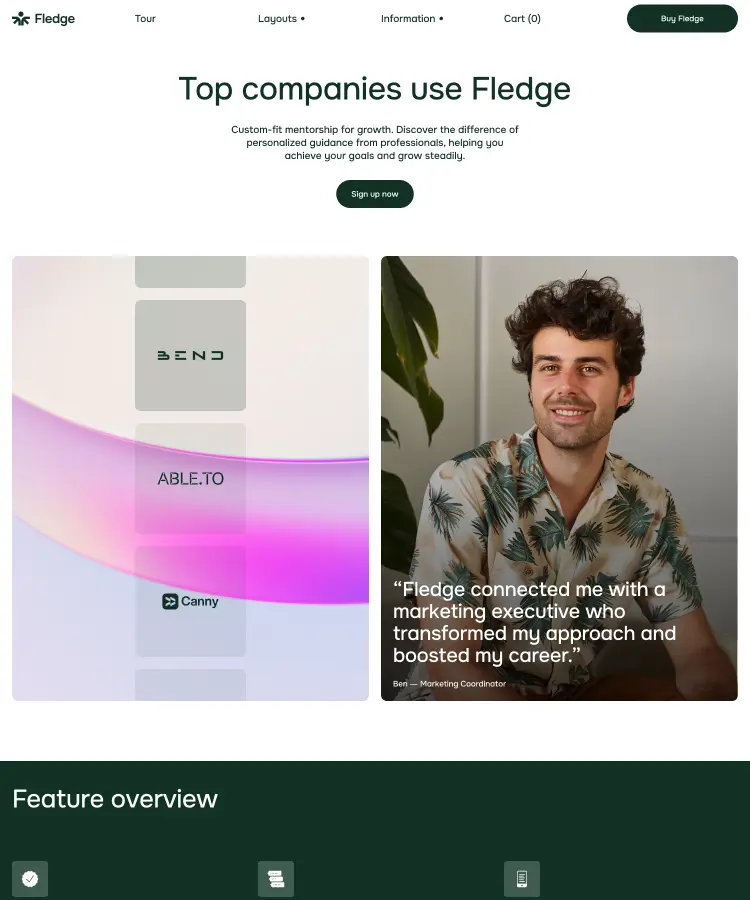 Fledge
Tour
Layouts •
Information •
Cart (0)
Buy Fledge
Top companies use Fledge
Custom-fit mentorship for growth. Discover the difference of
personalized guidance from professionals, helping you
achieve your goals and grow steadily.
Sign up now
BEND
ABLE.TO
Canny
“Fledge connected me with a
marketing executive who
transformed my approach and
boosted my career.”
Ben — Marketing Coordinator
Feature overview